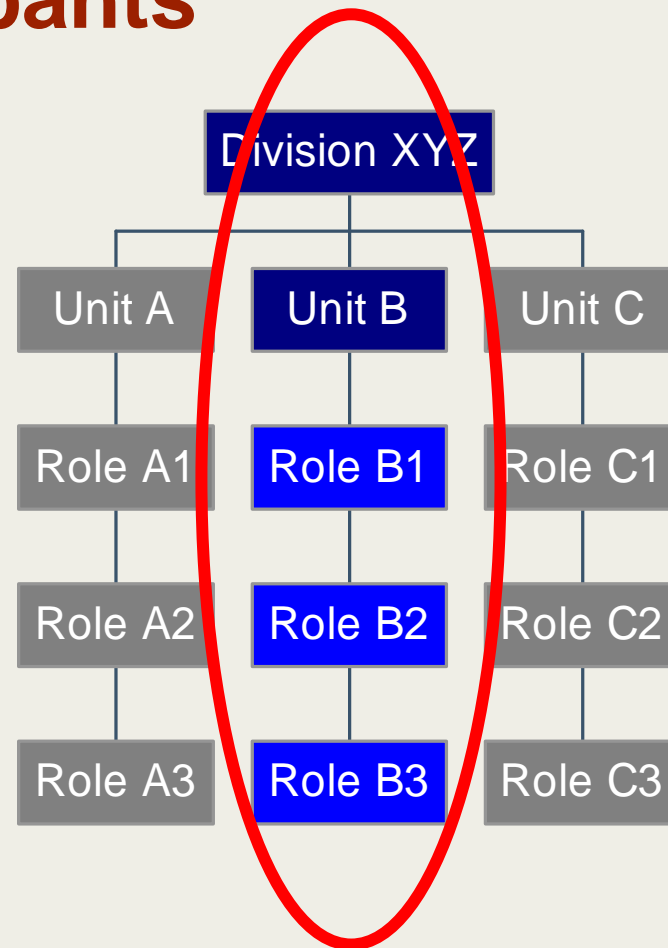 Division XYZ
Unit A Unit B Unit C
Role A1 Role B1 Role C1
Role A2 Role B2 Role C2
Role A3 Role B3 Role C3